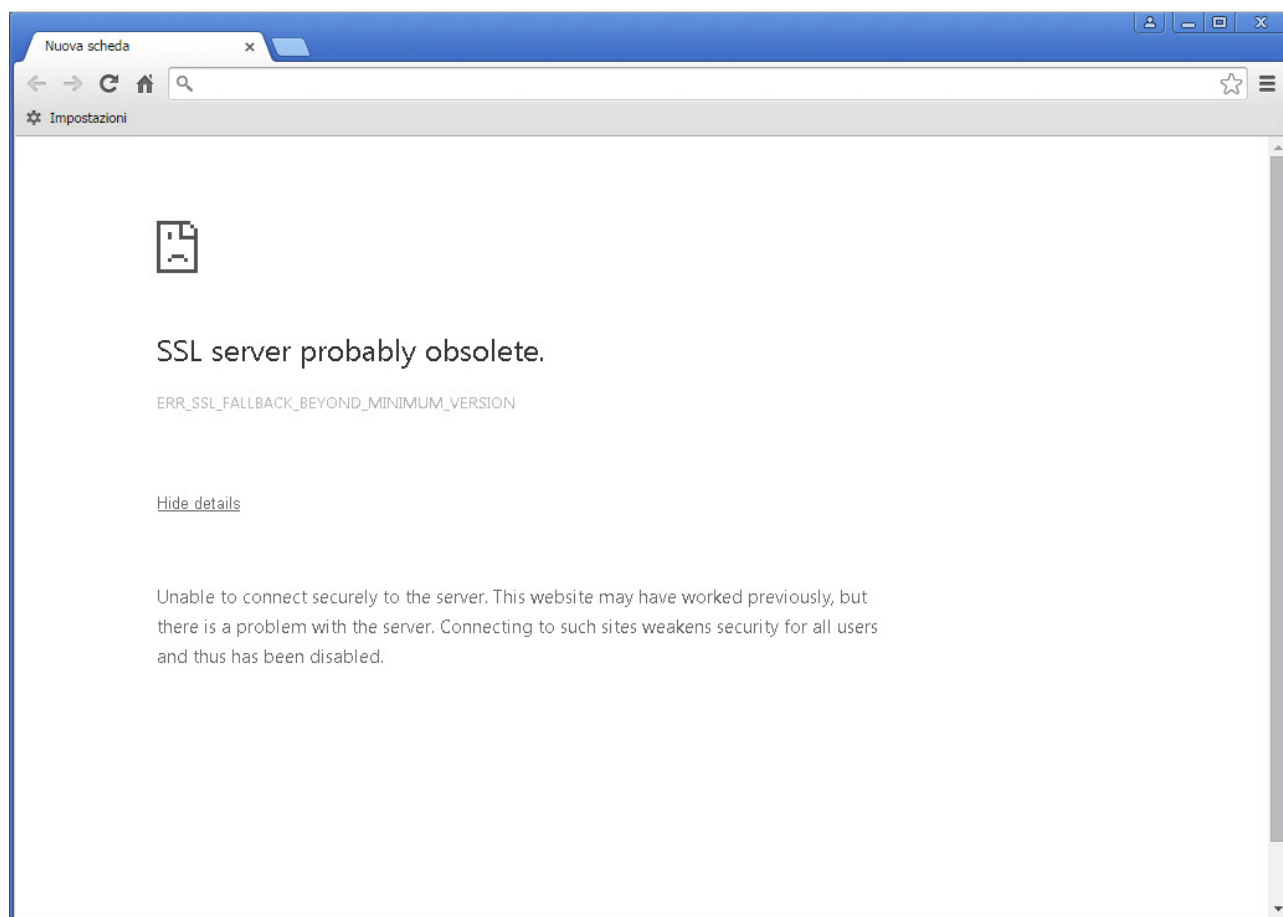 Nuova scheda
Impostazioni
SSL server probably obsolete.
ERR_SSL_FALLBACK_BEYOND_MINIMUM_VERSION
Hide details
Unable to connect securely to the server. This website may have worked previously, but
there is a problem with the server. Connecting to such sites weakens security for all users
and thus has been disabled.